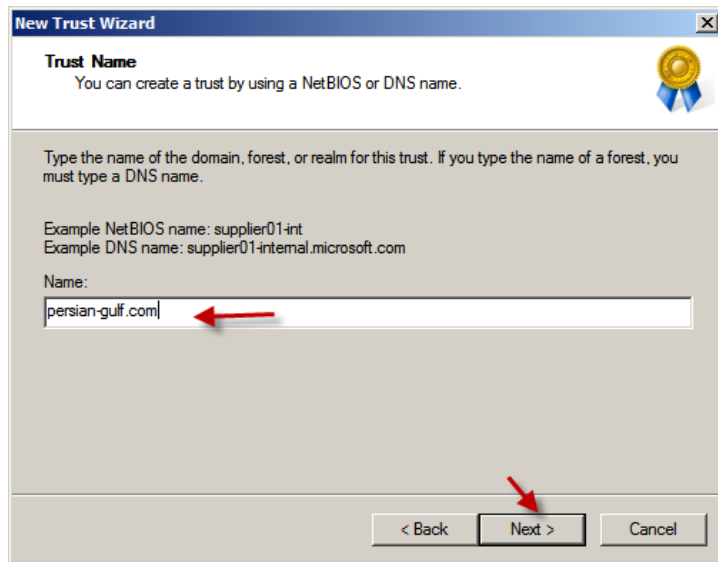 New Trust Wizard
Trust Name
You can create a trust by using a NetBIOS or DNS name.
Type the name of the domain, forest, or realm for this trust. If you type the name of a forest, you
must type a DNS name.
Example NetBIOS name: supplier01-int
Example DNS name: supplier01-internal.microsoft.com
Name:
persian-gulf.com
< Back
Next >
Cancel